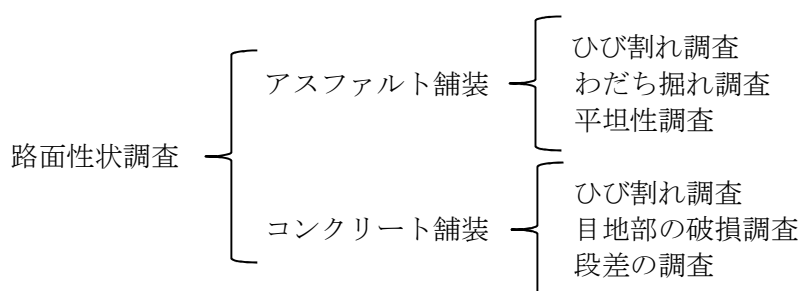 路面性状調査
アスファルト舗装
ひび割れ調査
わだち掘れ調査
平坦性調査
コンクリート舗装
ひび割れ調査
目地部の破損調査
段差の調査